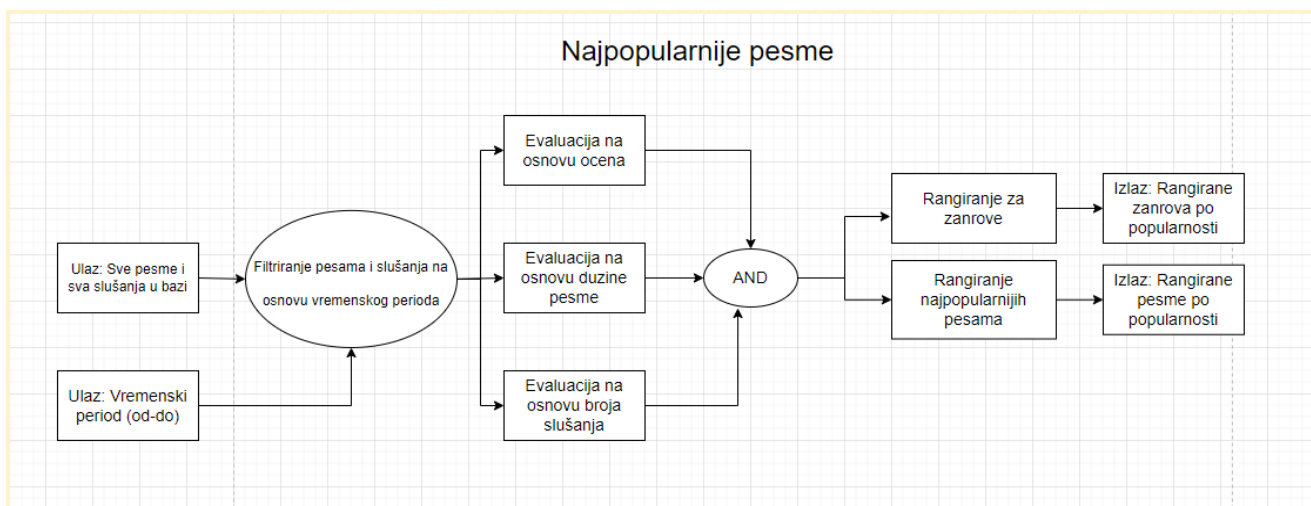 Najpopularnije pesme
Ulaz: Sve pesme i
sva slušanja u bazi
Ulaz: Vremenski
period (od-do)
Filtriranje pesama i slušanja na
osnovu vremenskog perioda
Evaluacija na
osnovu ocena
Evaluacija na
osnovu duzine
pesme
Evaluacija na
osnovu broja
slušanja
AND
Rangiranje za
zanrove
Izlaz: Rangirane
zanrova po
popularnosti
Rangiranje
najpopularnijih
pesama
Izlaz: Rangirane
pesme po
popularnosti